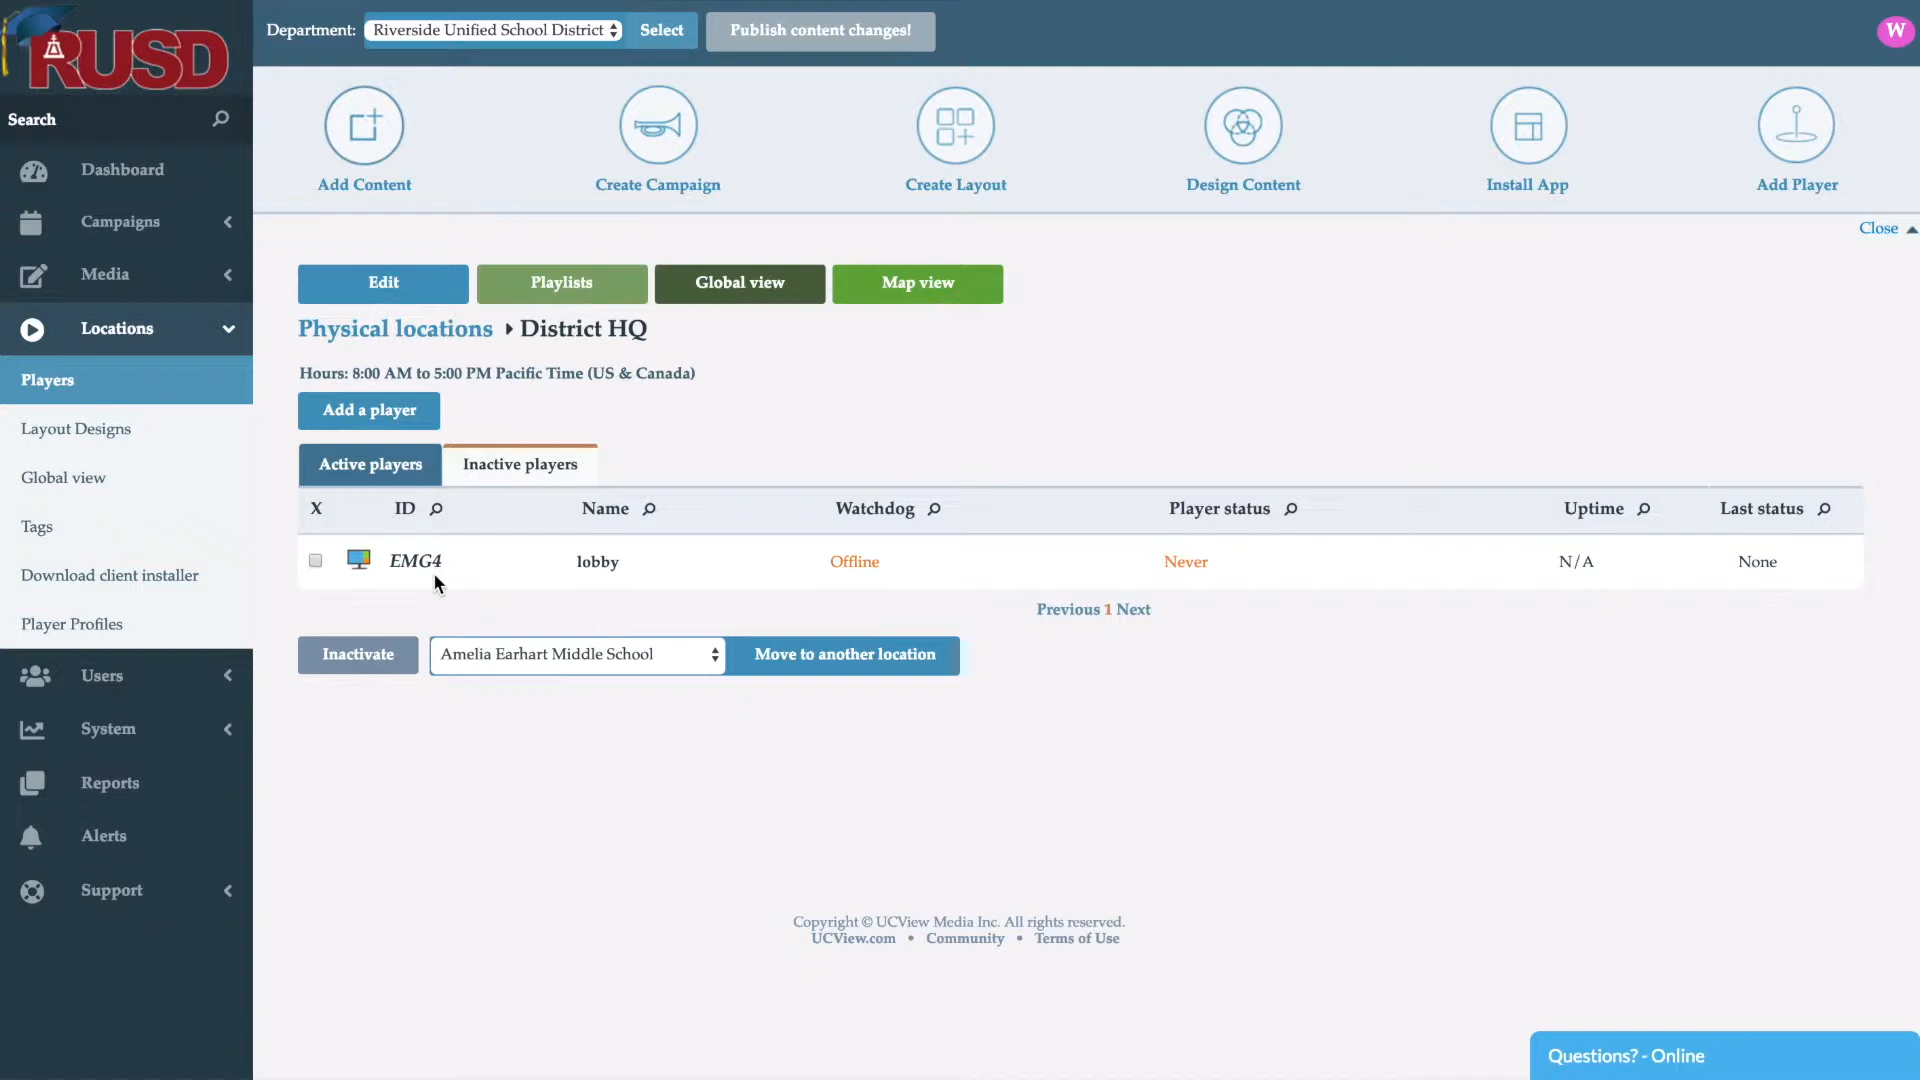 RUSD
Department: Riverside Unified School District Select Publish content changes!
W
Search
Dashboard
Campaigns
Media
Locations
Players
Layout Designs
Global view
Tags
Download client installer
Player Profiles
Users
System
Reports
Alerts
Support
Add Content Create Campaign Create Layout Design Content Install App Add Player
Close
Edit Playlists Global view Map view
Physical locations District HQ
Hours: 8:00 AM to 5:00 PM Pacific Time (US & Canada)
Add a player
Active players Inactive players
X ID Name Watchdog Player status Uptime Last status
EMG4 lobby Offline Never N/A None
Previous 1 Next
Inactivate Amelia Earhart Middle School Move to another location
Copyright © UCView Media Inc. All rights reserved.
UCView.com • Community • Terms of Use
Questions? - Online